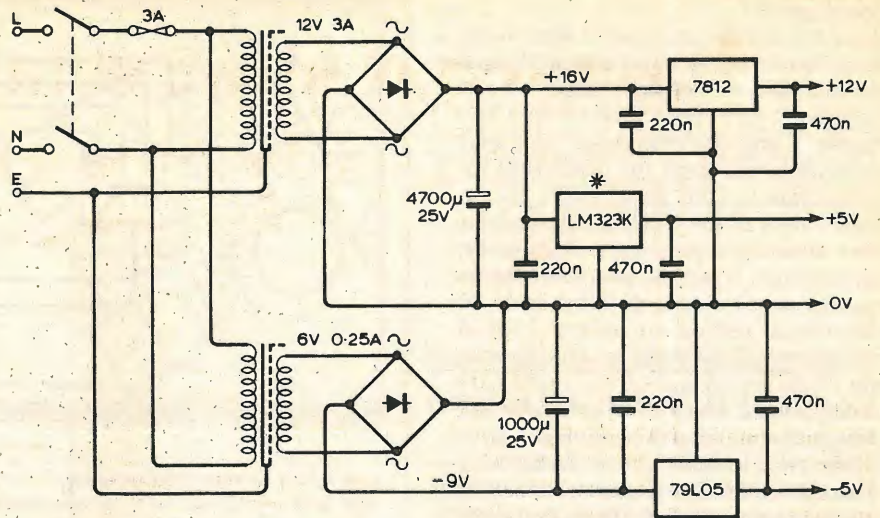 L
3A
12V 3A
+16V
7812
+12V
220n
470n
N
E
4700μ
25V
*
LM323K
+5V
220n
470n
0V
6V 0·25A
1000μ
25V
220n
470n
-9V
79L05
-5V